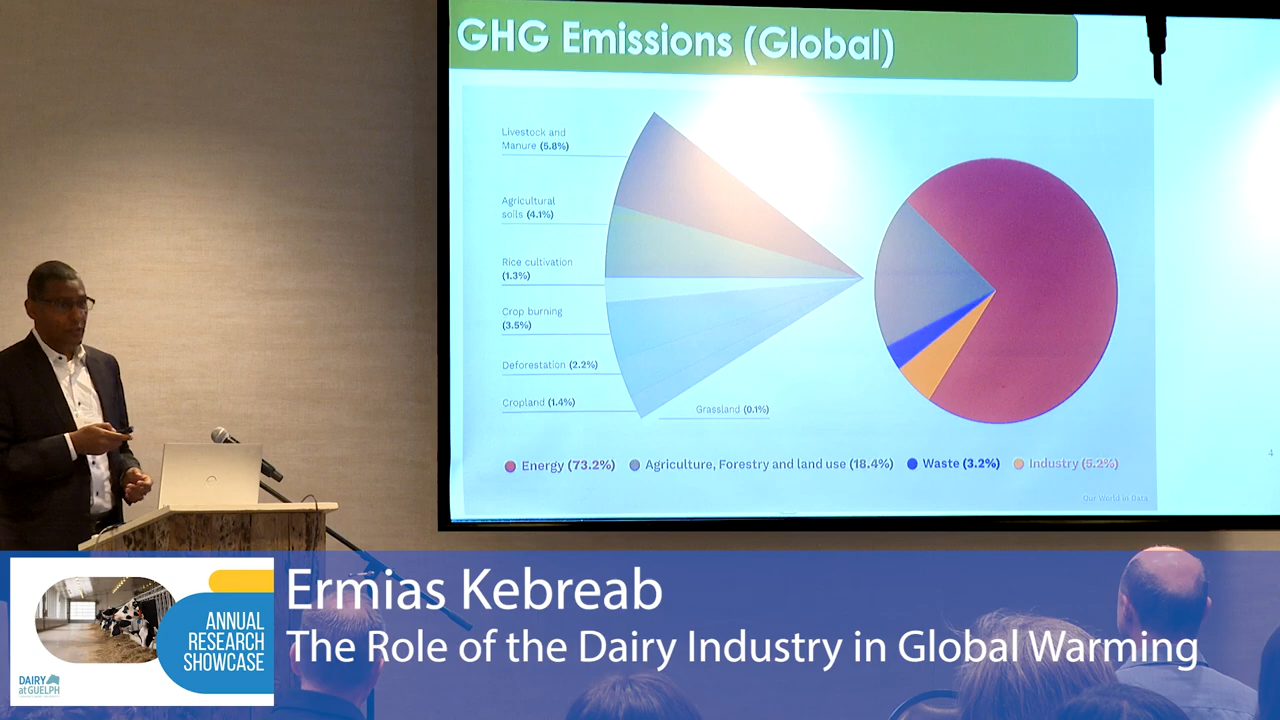 GHG Emissions (Global)
Livestock and
Manure (5.8%)
Agricultural
soils (4.1%)
Rice cultivation
(1.3%)
Crop burning
(3.5%)
Deforestation (2.2%)
Cropland (1.4%)
Grassland (0.1%)
Energy (73.2%) Agriculture, Forestry and land use (18.4%) Waste (3.2%) Industry (5.2%)
Our World in Data
4
ANNUAL
RESEARCH
SHOWCASE
DAIRY
at GUELPH
Ermias Kebreab
The Role of the Dairy Industry in Global Warming